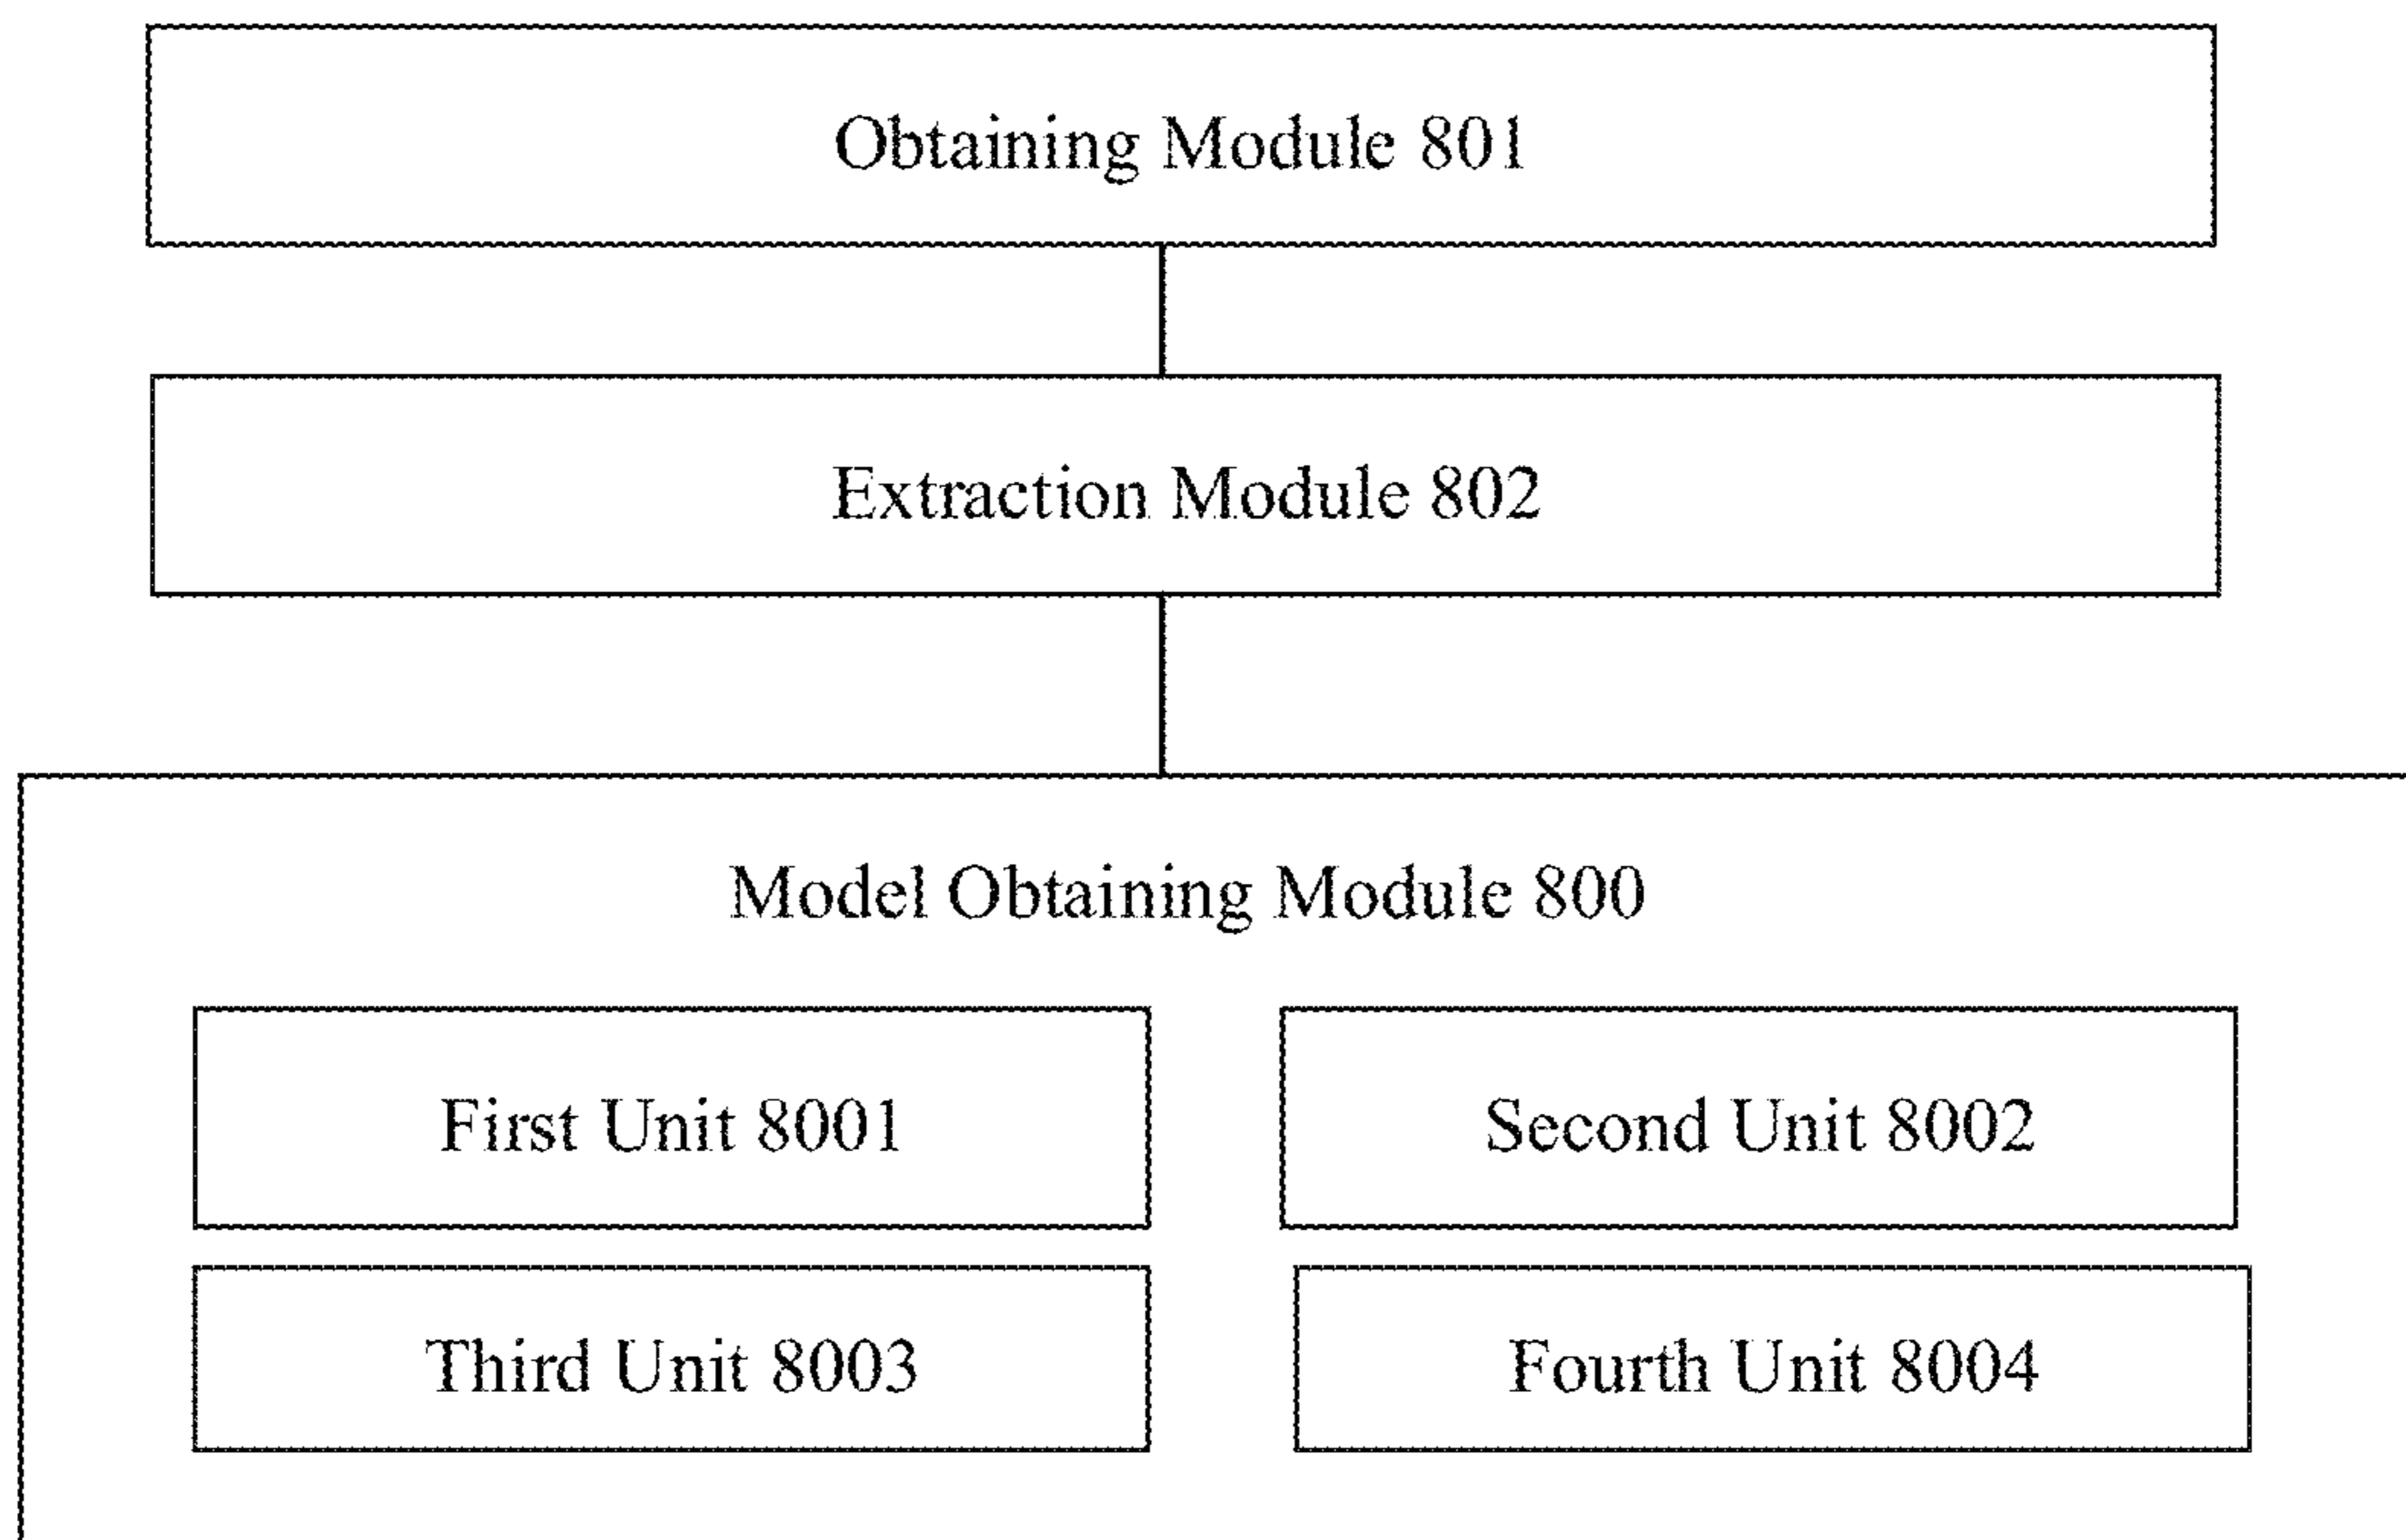 Obtaining Module 801
Extraction Module 802
Model Obtaining Module 800
First Unit 8001
Second Unit 8002
Third Unit 8003
Fourth Unit 8004